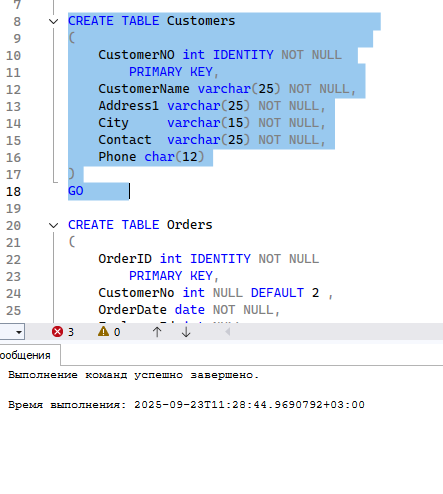 7
8 CREATE TABLE Customers
9 (
10 CustomerNO int IDENTITY NOT NULL
11 PRIMARY KEY,
12 CustomerName varchar(25) NOT NULL,
13 Address1 varchar(25) NOT NULL,
14 City varchar(15) NOT NULL,
15 Contact varchar(25) NOT NULL,
16 Phone char(12)
17 )
18 GO
19
20 CREATE TABLE Orders
21 (
22 OrderID int IDENTITY NOT NULL
23 PRIMARY KEY,
24 CustomerNo int NULL DEFAULT 2 ,
25 OrderDate date NOT NULL,
3 0
ообщения
Выполнение команд успешно завершено.
Время выполнения: 2025-09-23T11:28:44.9690792+03:00